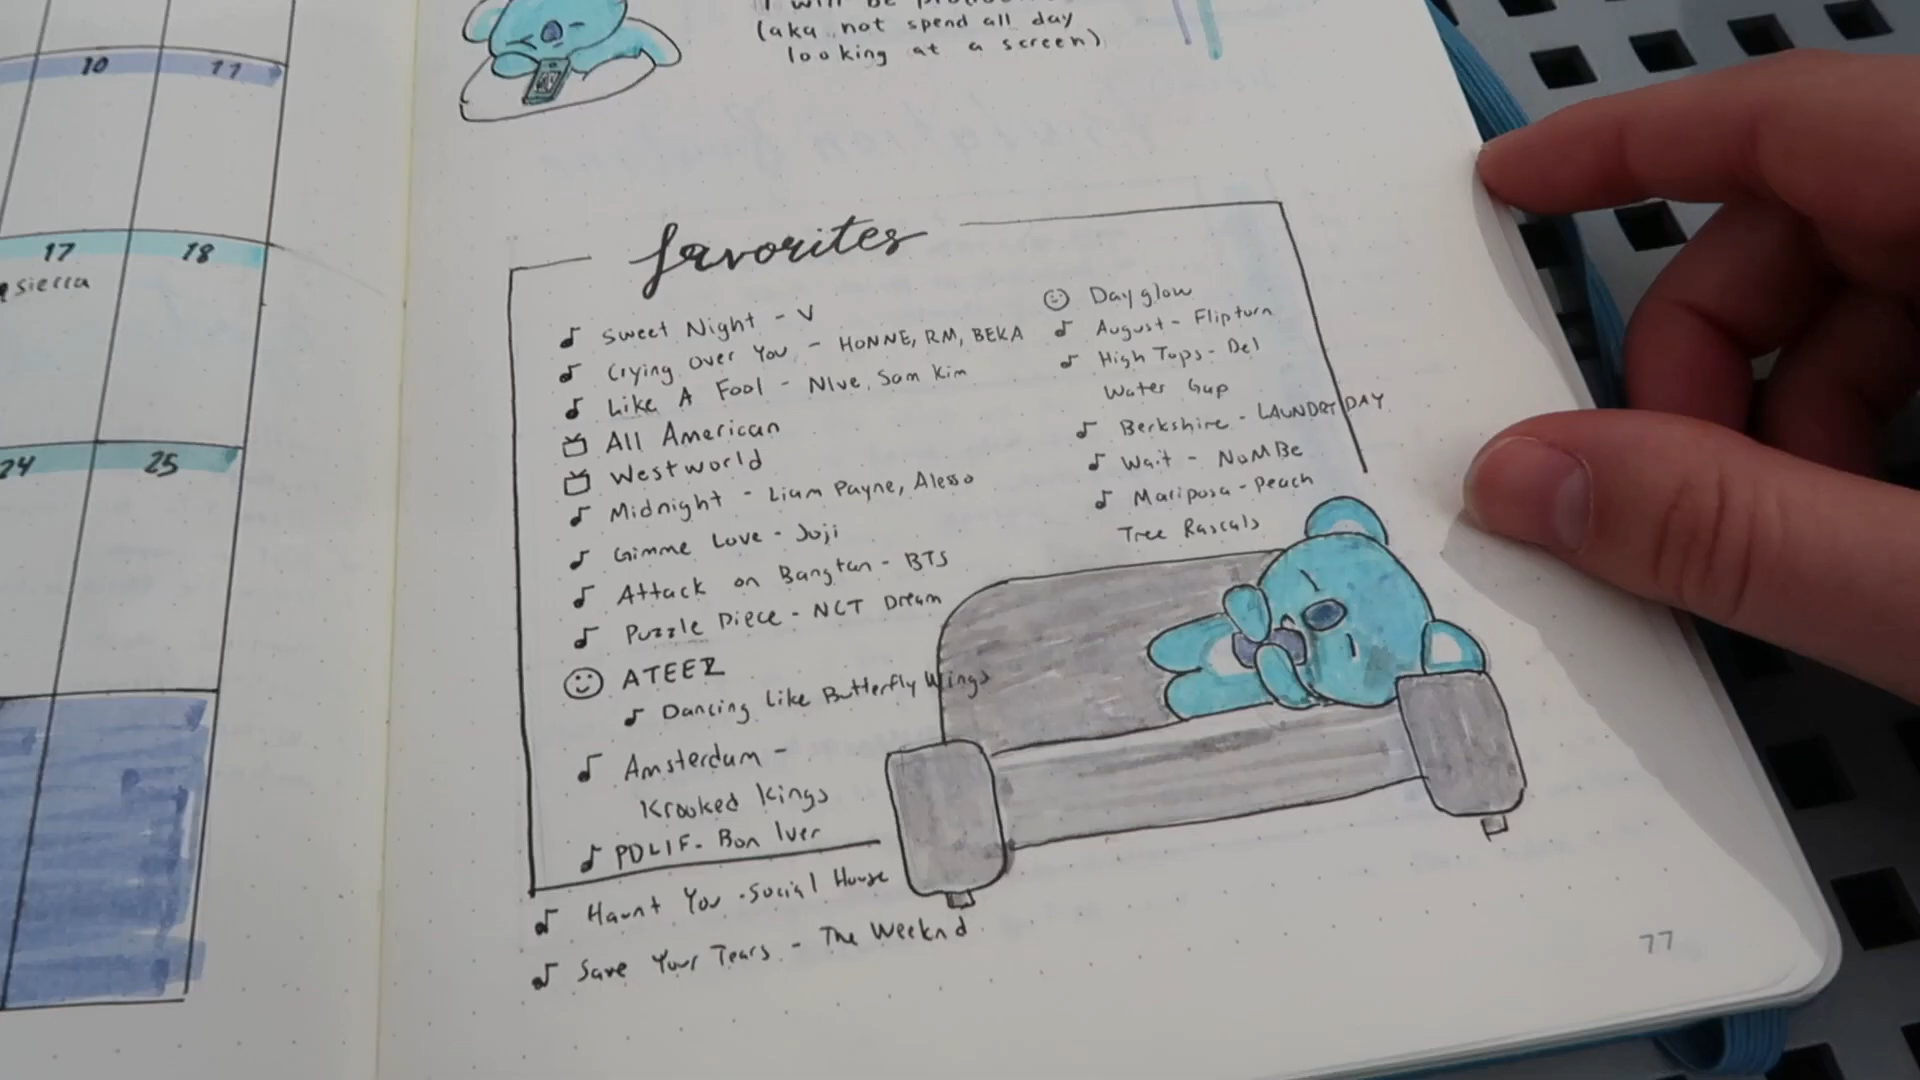 10 11
17 18
sierra
24 25
I will be
(aka not spend all day
looking at a screen)
favorites
Sweet Night - V
Crying over You - HONNE, RM, BEKA
Like A Fool - NIve, Sam Kim
All American
Westworld
Midnight - Liam Payne, Alesso
Gimme Love - Joji
Attack on Bangtan - BTS
Puzzle Piece - NCT Dream
ATEEZ
Dancing Like Butterfly Wings
Amsterdam -
Krooked Kings
PDLIF - Bon Iver
Haunt You - Social House
Save Your Tears - The Weeknd
Dayglow
August - Flipturn
High Tops - Del
Water Gap
Berkshire - LAUNDRY DAY
Wait - NoMBe
Mariposa - Peach
Tree Rascals
77